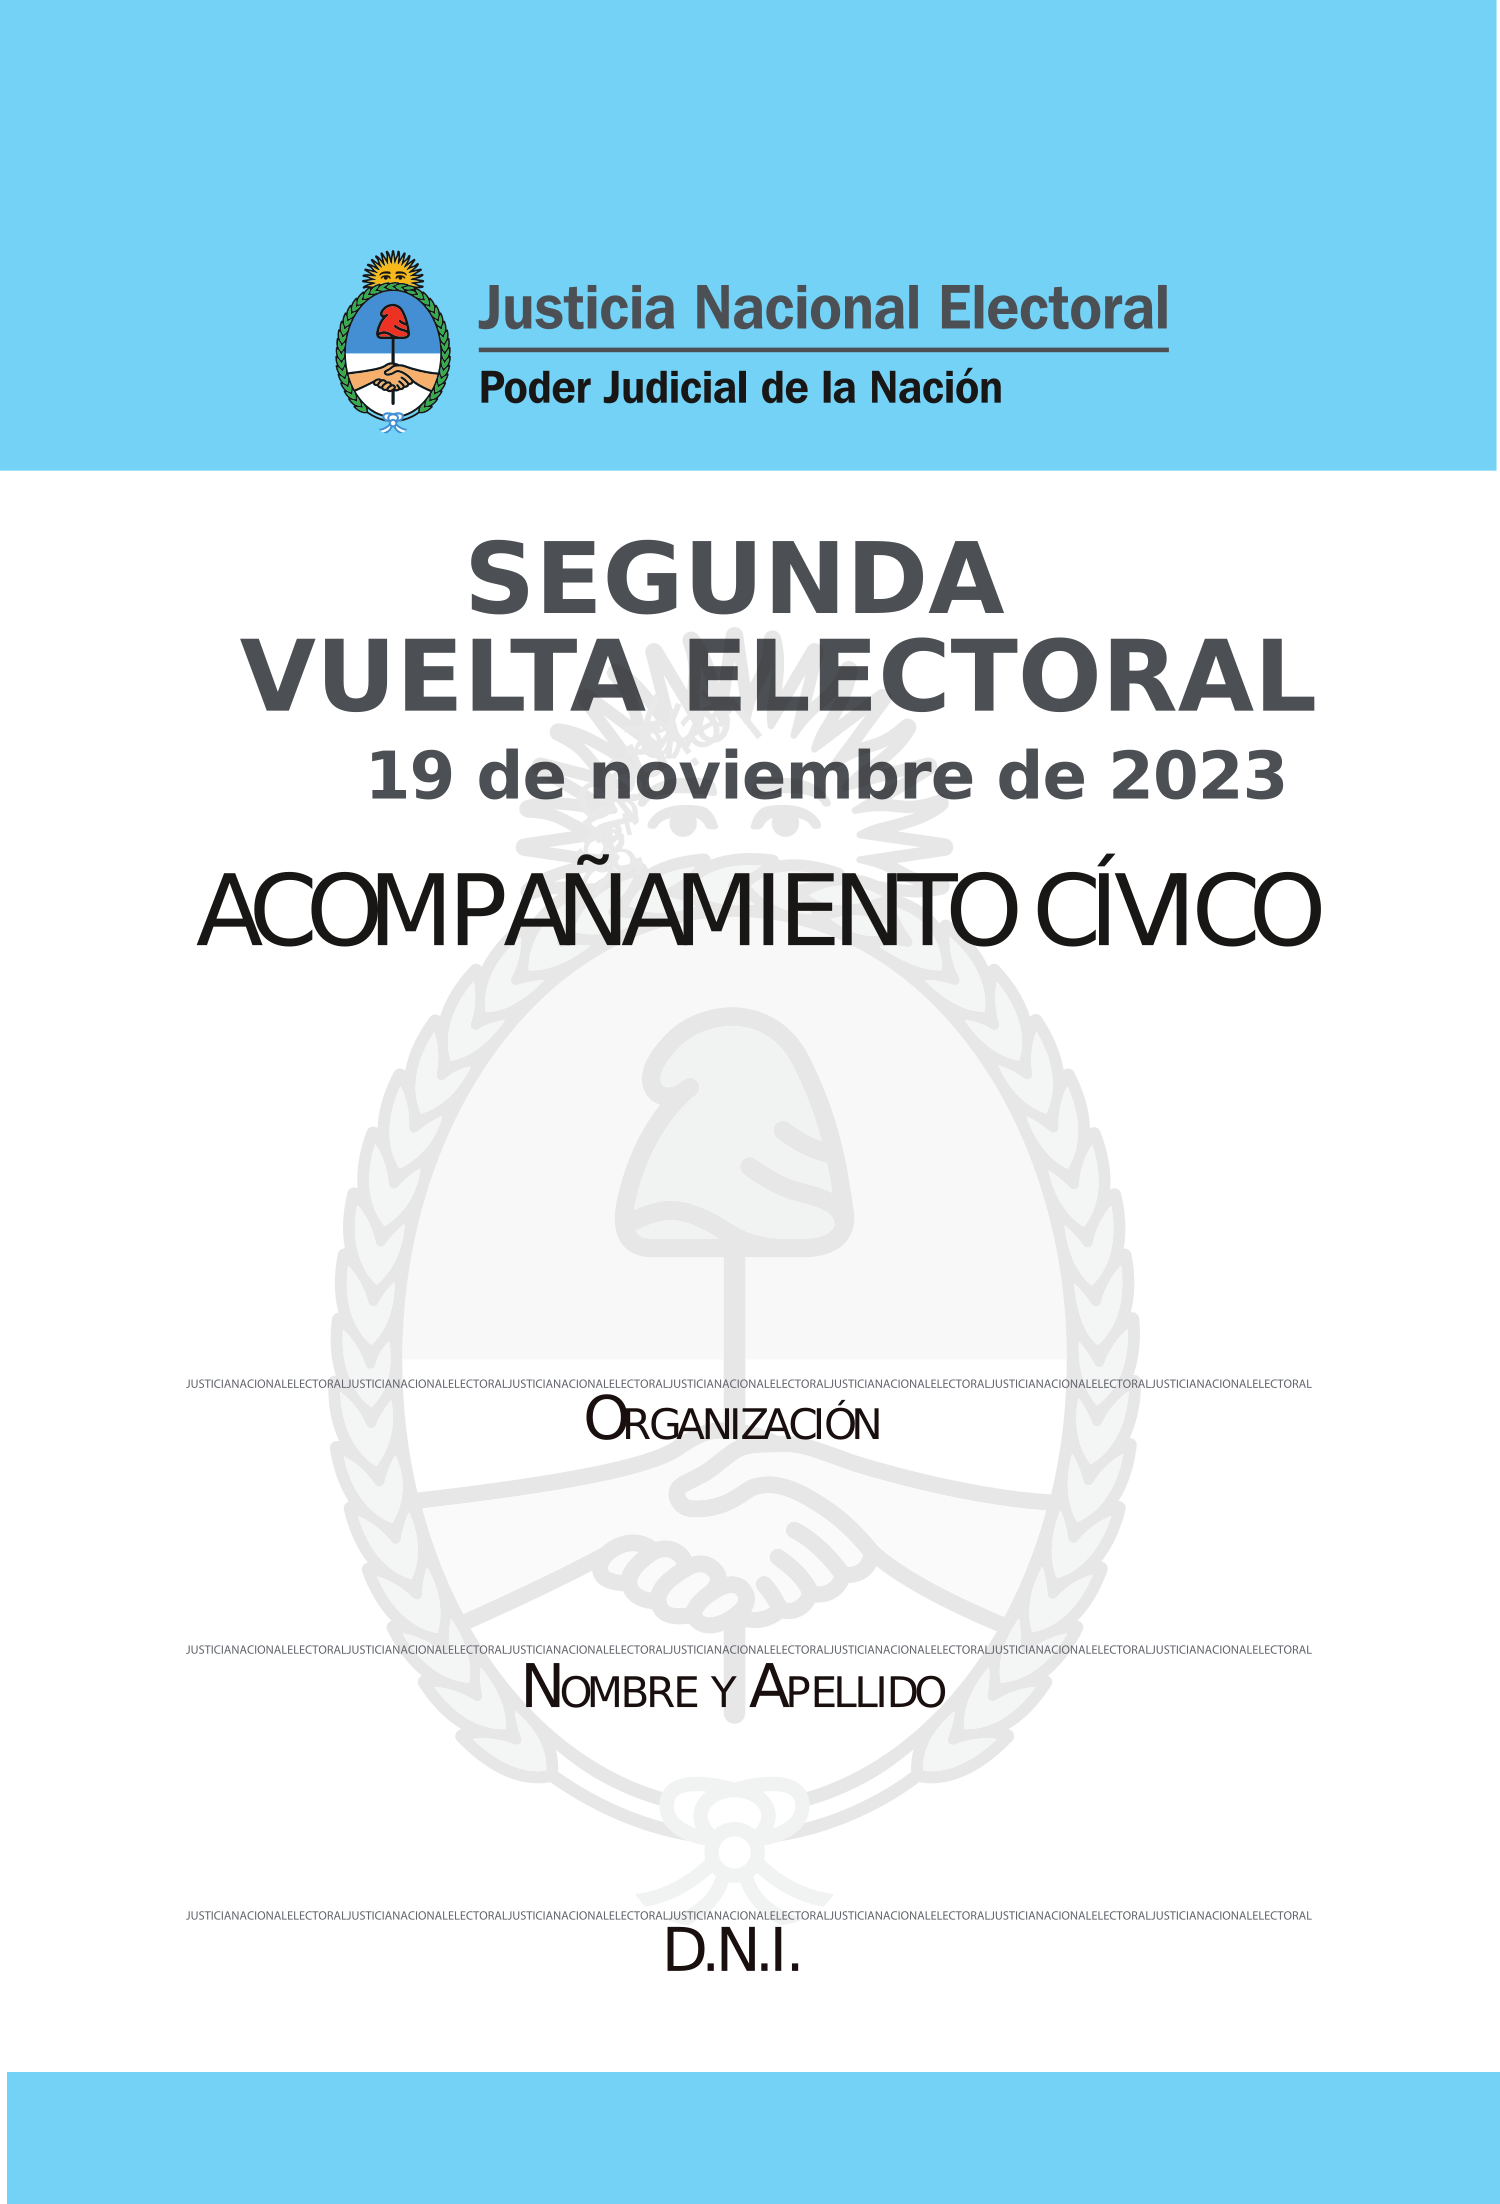 Justicia Nacional Electoral
Poder Judicial de la Nación
SEGUNDA
VUELTA ELECTORAL
19 de noviembre de 2023
ACOMPAÑAMIENTO CÍVICO
JUSTICIANACIONALELECTORALJUSTICIANACIONALELECTORALJUSTICIANACIONALELECTORALJUSTICIANACIONALELECTORALJUSTICIANACIONALELECTORALJUSTICIANACIONALELECTORALJUSTICIANACIONALELECTORAL
ORGANIZACIÓN
JUSTICIANACIONALELECTORALJUSTICIANACIONALELECTORALJUSTICIANACIONALELECTORALJUSTICIANACIONALELECTORALJUSTICIANACIONALELECTORALJUSTICIANACIONALELECTORALJUSTICIANACIONALELECTORAL
NOMBRE Y APELLIDO
JUSTICIANACIONALELECTORALJUSTICIANACIONALELECTORALJUSTICIANACIONALELECTORALJUSTICIANACIONALELECTORALJUSTICIANACIONALELECTORALJUSTICIANACIONALELECTORALJUSTICIANACIONALELECTORAL
D.N.I.